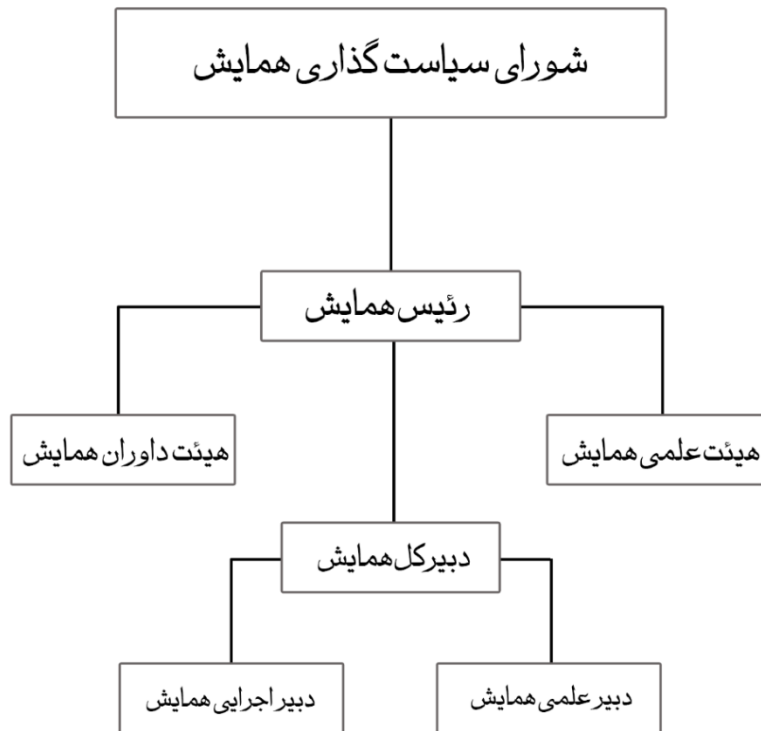 شورای سیاست گذاری همایش
رئیس همایش
هیئت علمی همایش
هیئت داوران همایش
دبیرکل همایش
دبیر علمی همایش
دبیر اجرایی همایش